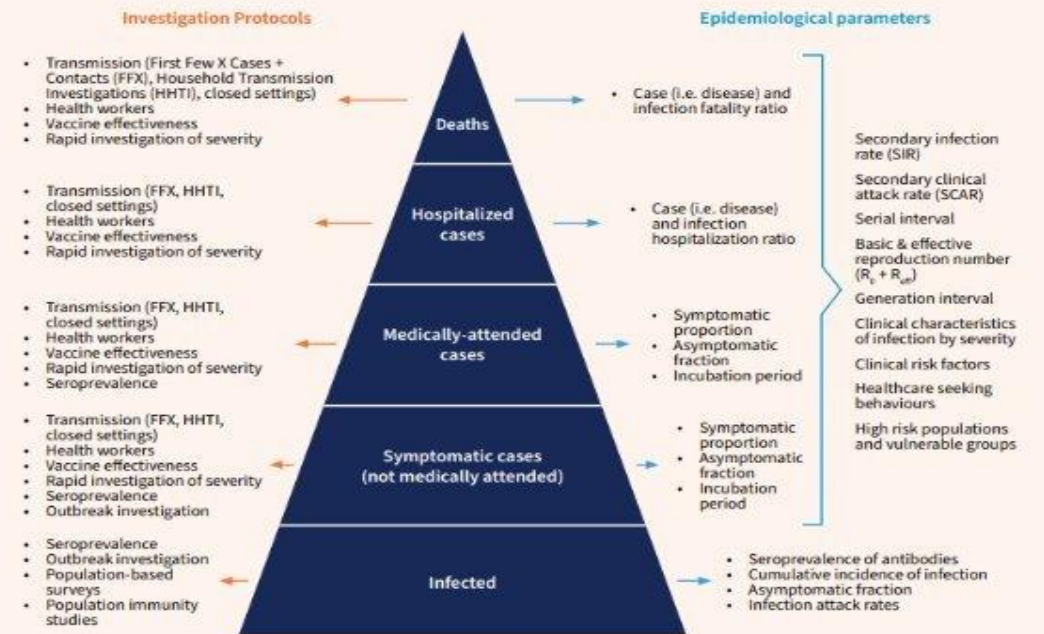 Investigation Protocols
Epidemiological parameters
• Transmission (First Few X Cases +
Contacts (FFX), Household Transmission
Investigations (HHTI), closed settings)
• Health workers
• Vaccine effectiveness
• Rapid investigation of severity
Deaths
• Case (i.e. disease) and
infection fatality ratio
• Transmission (FFX, HHTI,
closed settings)
• Health workers
• Vaccine effectiveness
• Rapid investigation of severity
Hospitalized
cases
• Case (i.e. disease)
and infection
hospitalization ratio
• Transmission (FFX, HHTI,
closed settings)
• Health workers
• Vaccine effectiveness
• Rapid investigation of severity
• Seroprevalence
Medically-attended
cases
• Symptomatic
proportion
• Asymptomatic
fraction
• Incubation period
• Transmission (FFX, HHTI,
closed settings)
• Health workers
• Vaccine effectiveness
• Rapid investigation of severity
• Seroprevalence
• Outbreak investigation
Symptomatic cases
(not medically attended)
• Symptomatic
proportion
• Asymptomatic
fraction
• Incubation
period
• Seroprevalence
• Outbreak investigation
• Population-based
surveys
• Population immunity
studies
Infected
• Seroprevalence of antibodies
• Cumulative incidence of infection
• Asymptomatic fraction
• Infection attack rates
Secondary infection
rate (SIR)
Secondary clinical
attack rate (SCAR)
Serial interval
Basic & effective
reproduction number
(R0 + Reff)
Generation interval
Clinical characteristics
of infection by severity
Clinical risk factors
Healthcare seeking
behaviours
High risk populations
and vulnerable groups